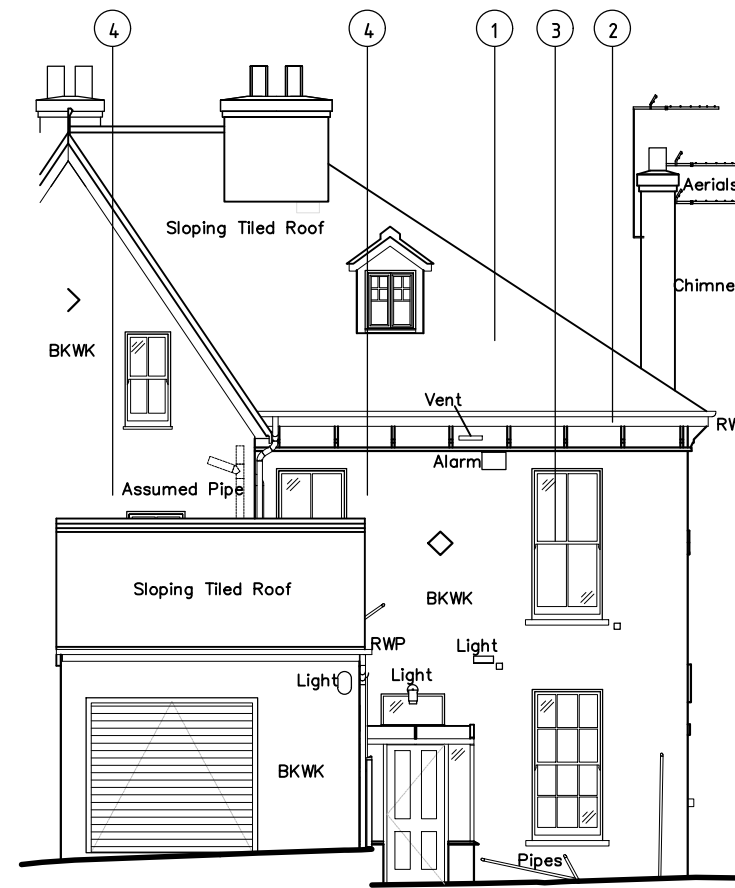 4 4 1 3 2
Aerials
Sloping Tiled Roof
Chimne
BKWK
Vent
RW
Alarm
Assumed Pipe
Sloping Tiled Roof
BKWK
RWP
Light
Light
Light
BKWK
Pipes